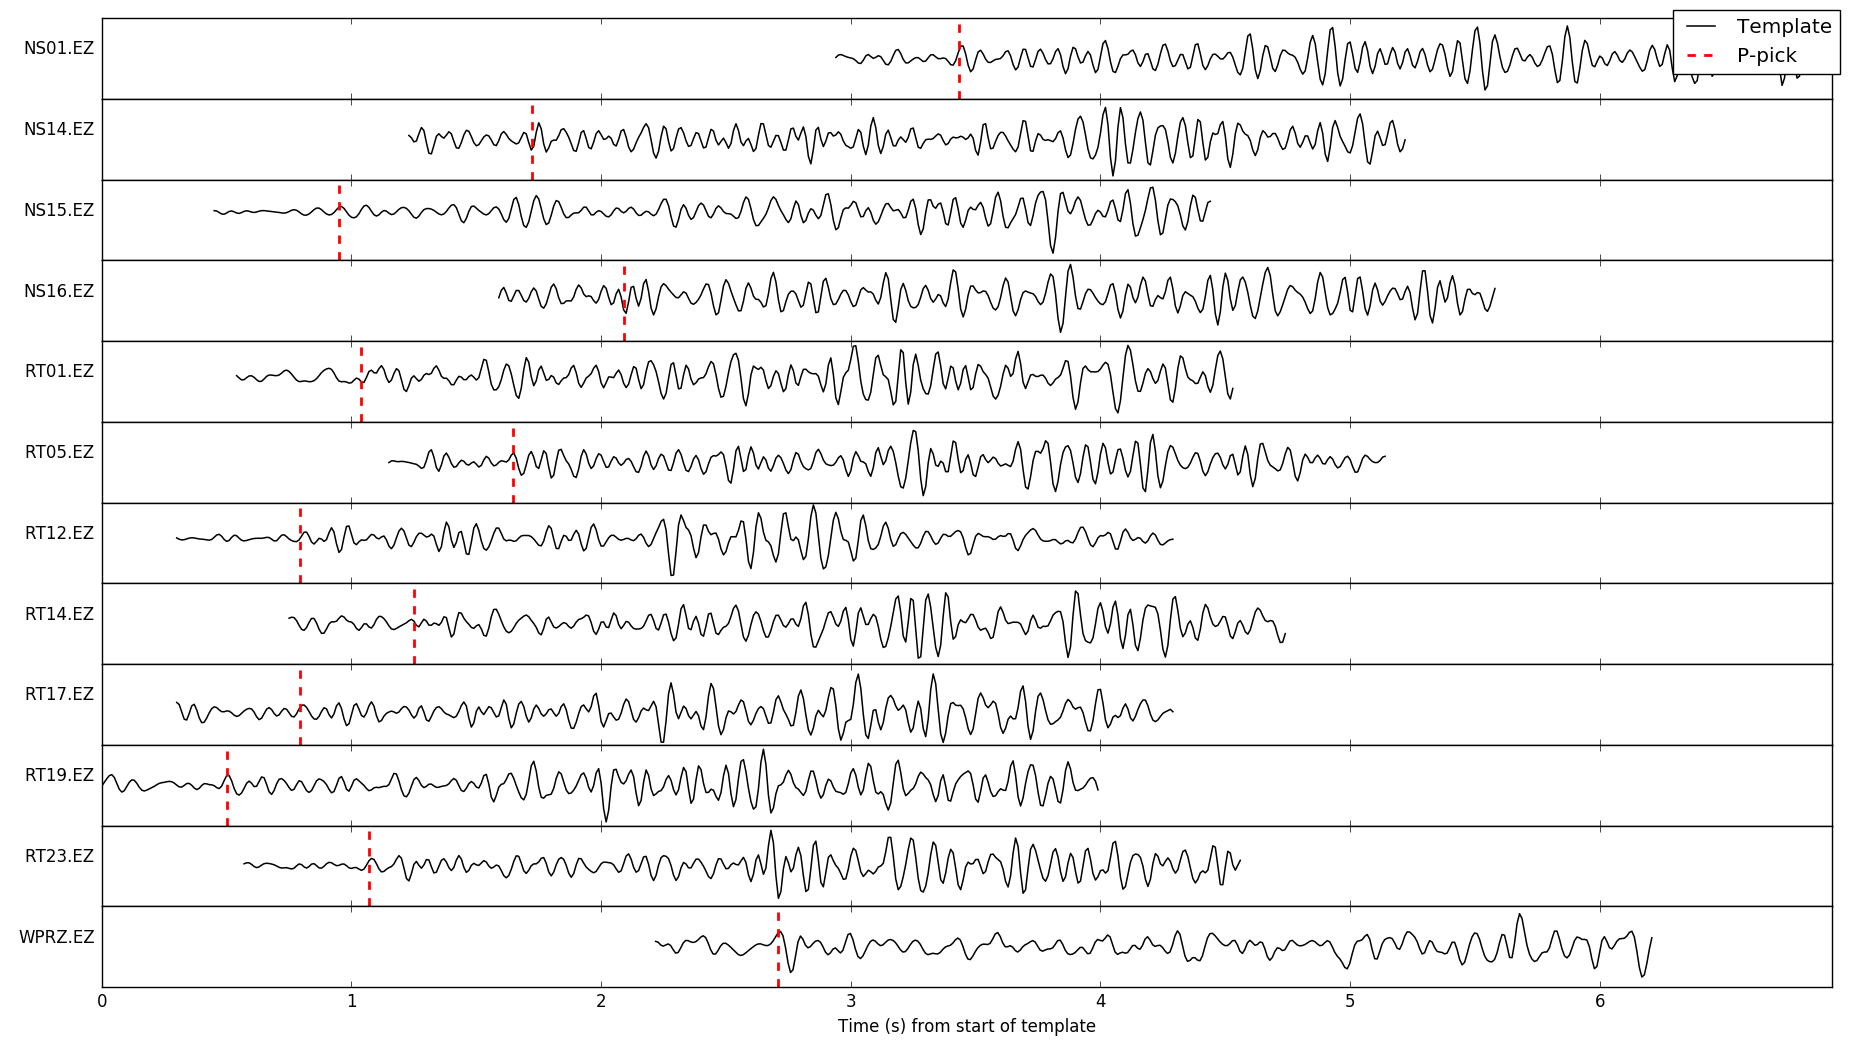 Template
P-pick
NS01.EZ
NS14.EZ
NS15.EZ
NS16.EZ
RT01.EZ
RT05.EZ
RT12.EZ
RT14.EZ
RT17.EZ
RT19.EZ
RT23.EZ
WPRZ.EZ
0 1 2 3 4 5 6
Time (s) from start of template